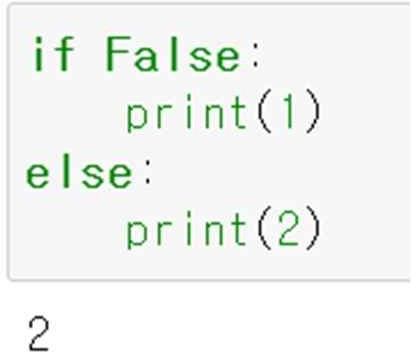 if False:
    print(1)
else:
    print(2)
2